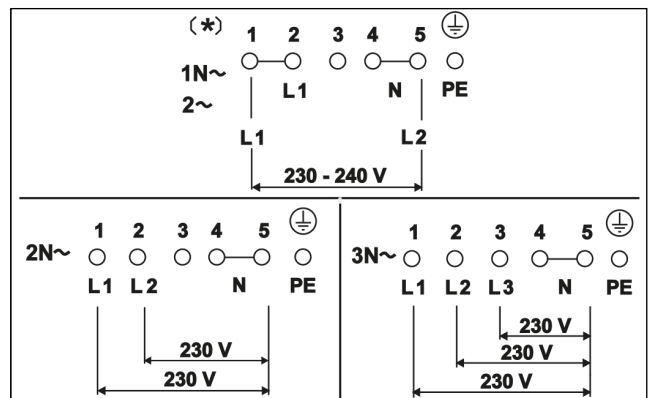 (*) 1 2 3 4 5
1N~ L1 N PE
2~
L1 L2
230 - 240 V
1 2 3 4 5
2N~
L1 L2 N PE
230 V
230 V
1 2 3 4 5
3N~
L1 L2 L3 N PE
230 V
230 V
230 V